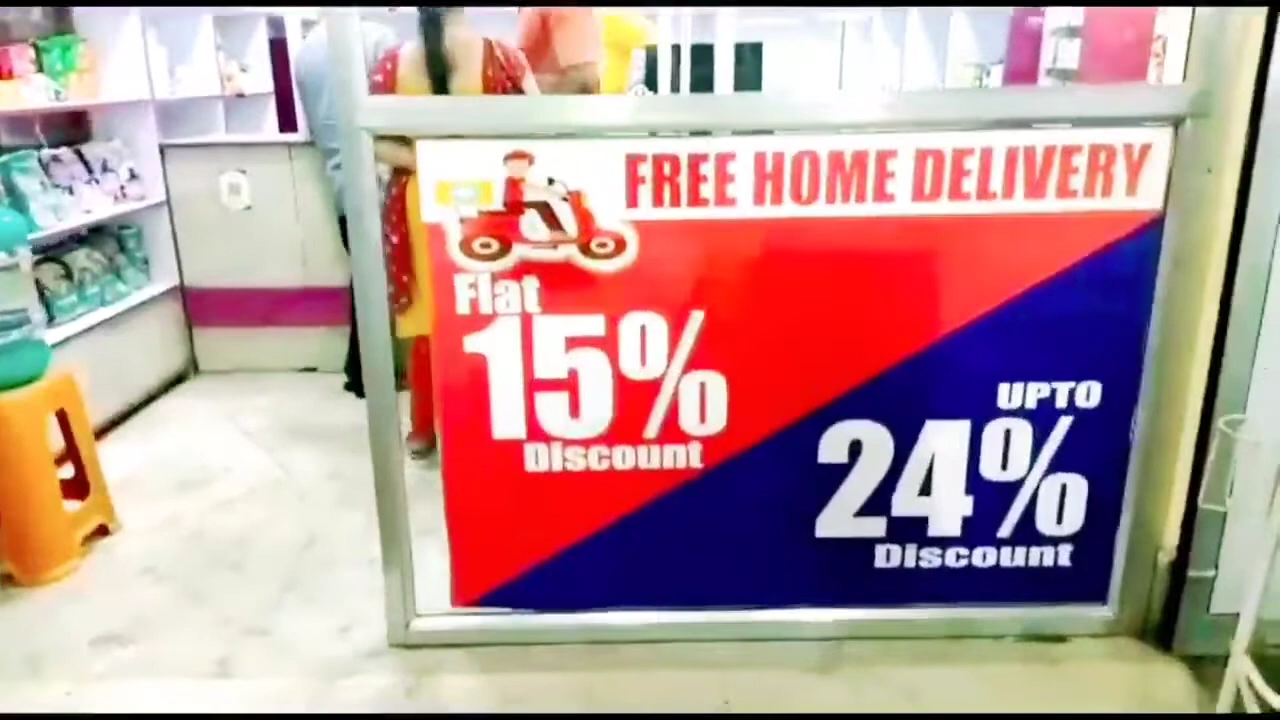 FREE HOME DELIVERY
Flat
15%
Discount
UPTO
24%
Discount